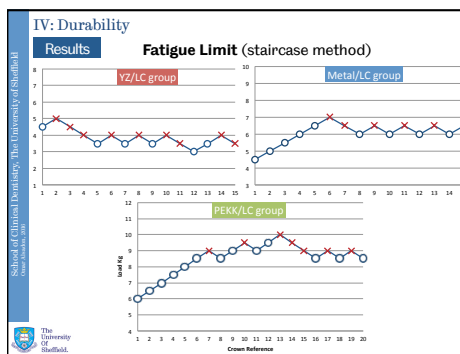 IV: Durability
Results
Fatigue Limit (staircase method)
YZ/LC group
8
7
6
5
4
3
2
1
1 2 3 4 5 6 7 8 9 10 11 12 13 14 15
Metal/LC group
10
9
8
7
6
5
4
3
1 2 3 4 5 6 7 8 9 10 11 12 13 14
PEKK/LC group
Load Kg
12
10
8
6
4
2
0
1 2 3 4 5 6 7 8 9 10 11 12 13 14 15 16 17 18 19 20
Crown Reference
School of Clinical Dentistry, The University of Sheffield
The
University
Of
Sheffield.